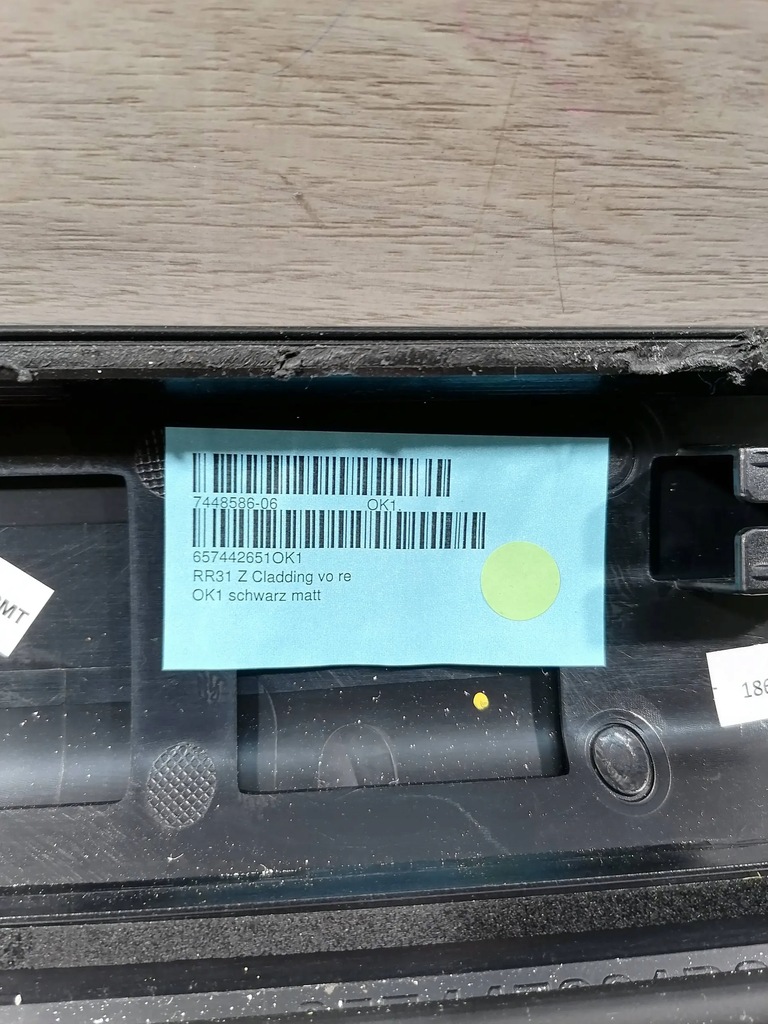 7448586-06 OK1.
657442651OK1
RR31 Z Cladding vo re
OK1 schwarz matt